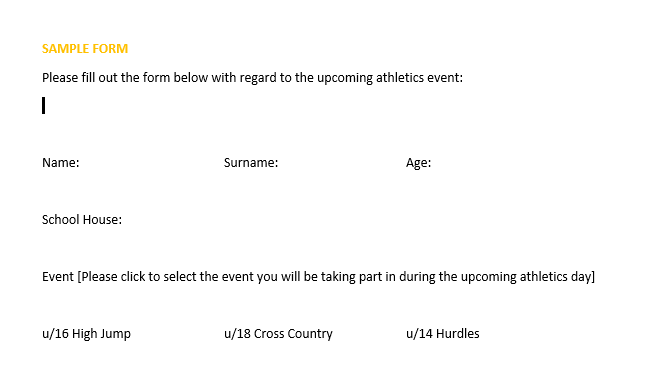 SAMPLE FORM
Please fill out the form below with regard to the upcoming athletics event:
Name: Surname: Age:
School House:
Event [Please click to select the event you will be taking part in during the upcoming athletics day]
u/16 High Jump u/18 Cross Country u/14 Hurdles